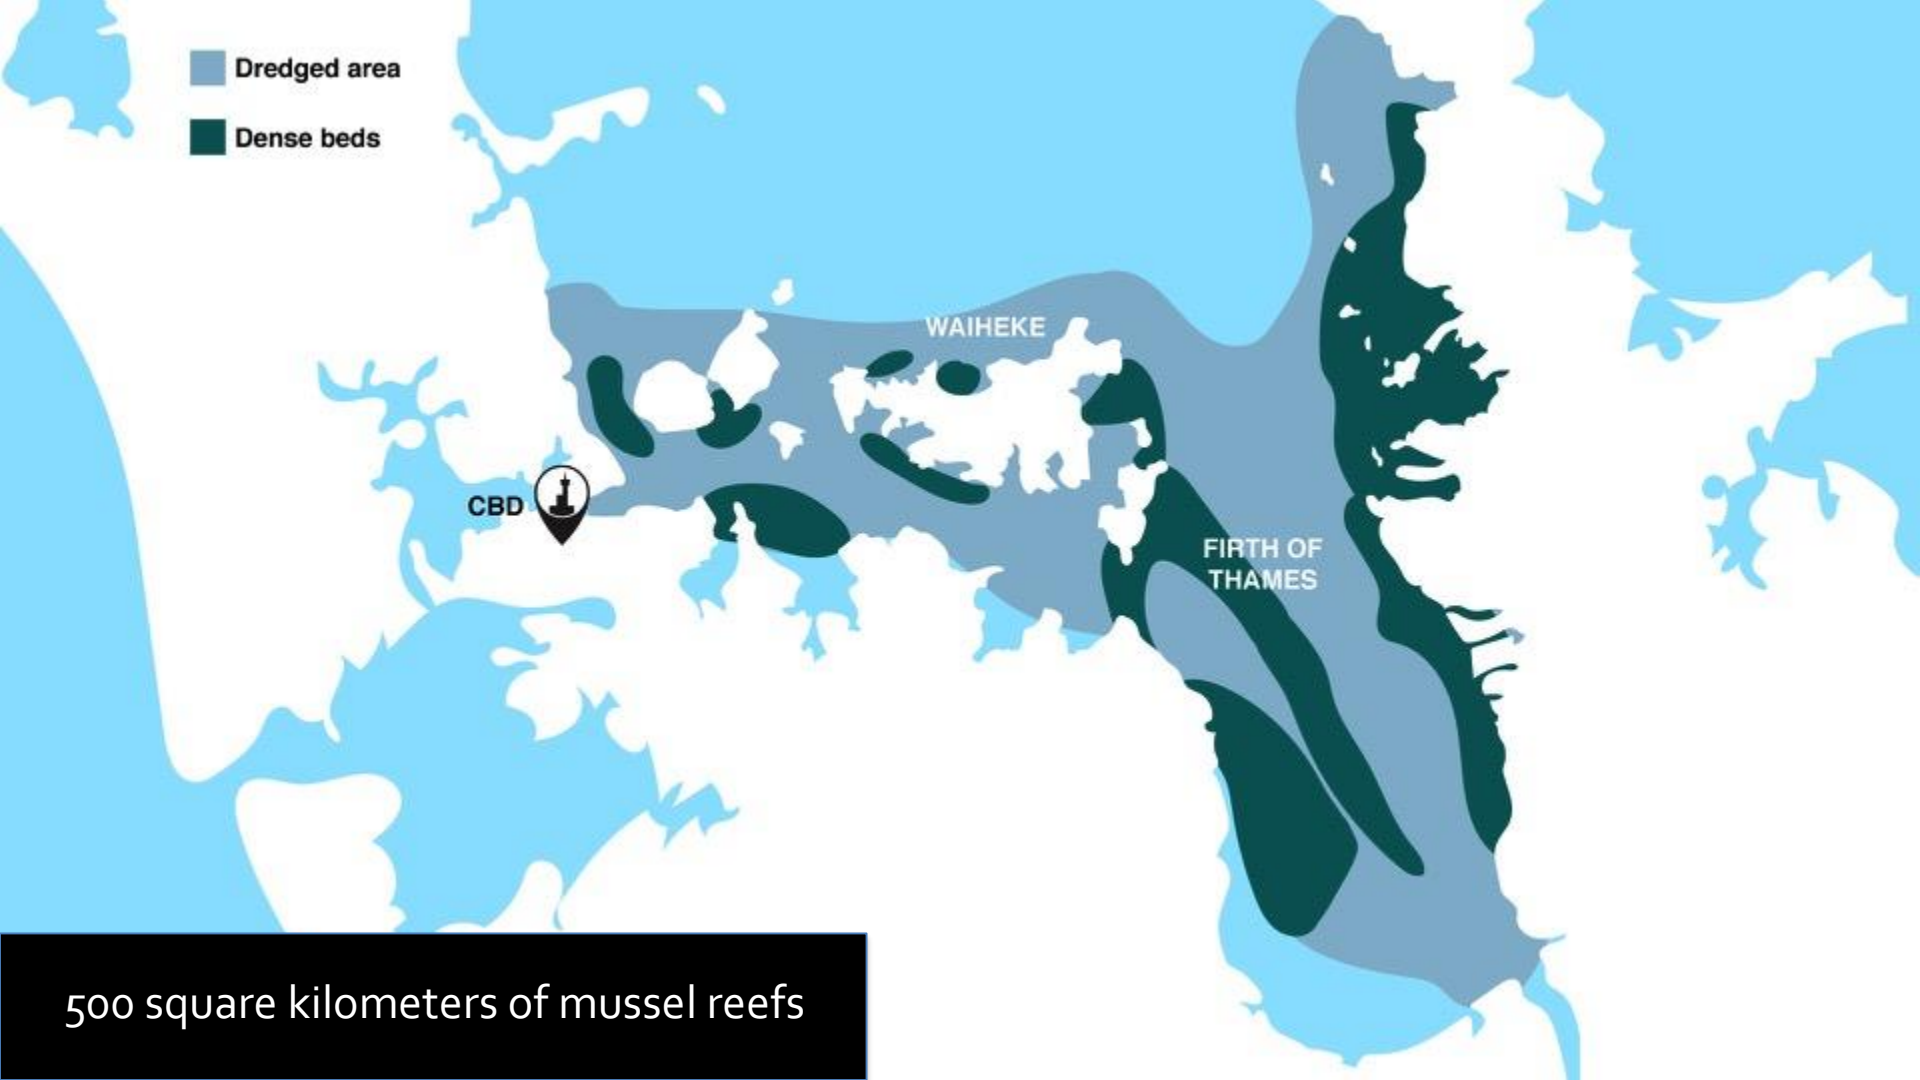 Dredged area
Dense beds
WAIHEKE
CBD
FIRTH OF
THAMES
500 square kilometers of mussel reefs